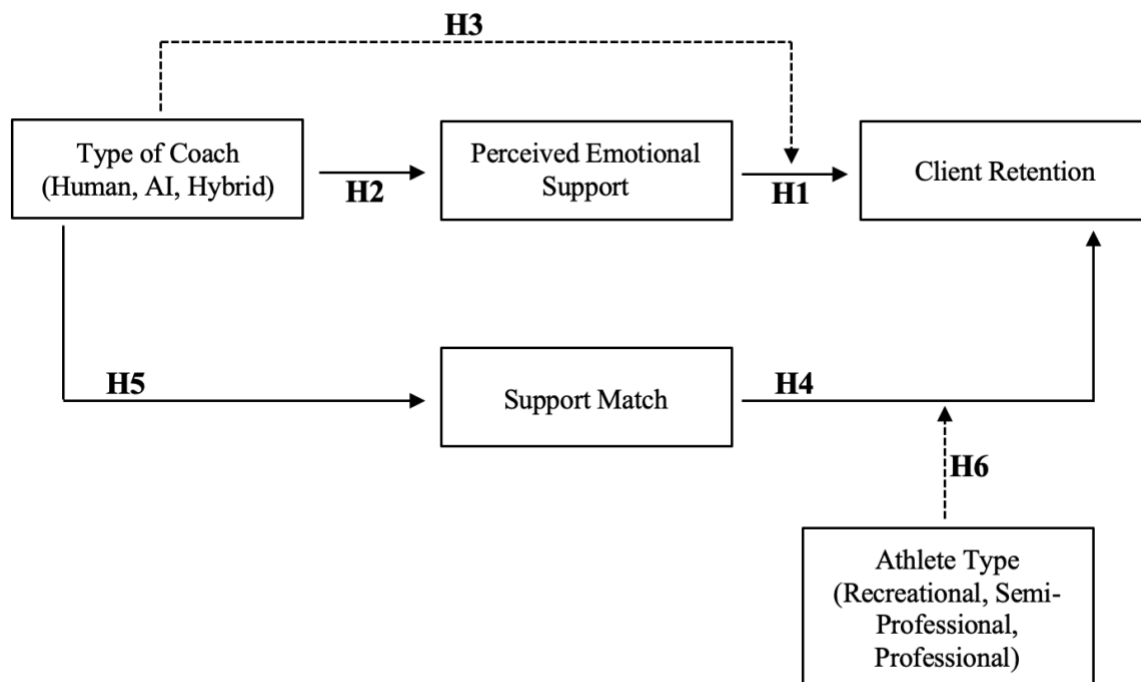 H3
Type of Coach
(Human, AI, Hybrid)
H2
Perceived Emotional
Support
H1
Client Retention
H5
Support Match
H4
H6
Athlete Type
(Recreational, Semi-
Professional,
Professional)